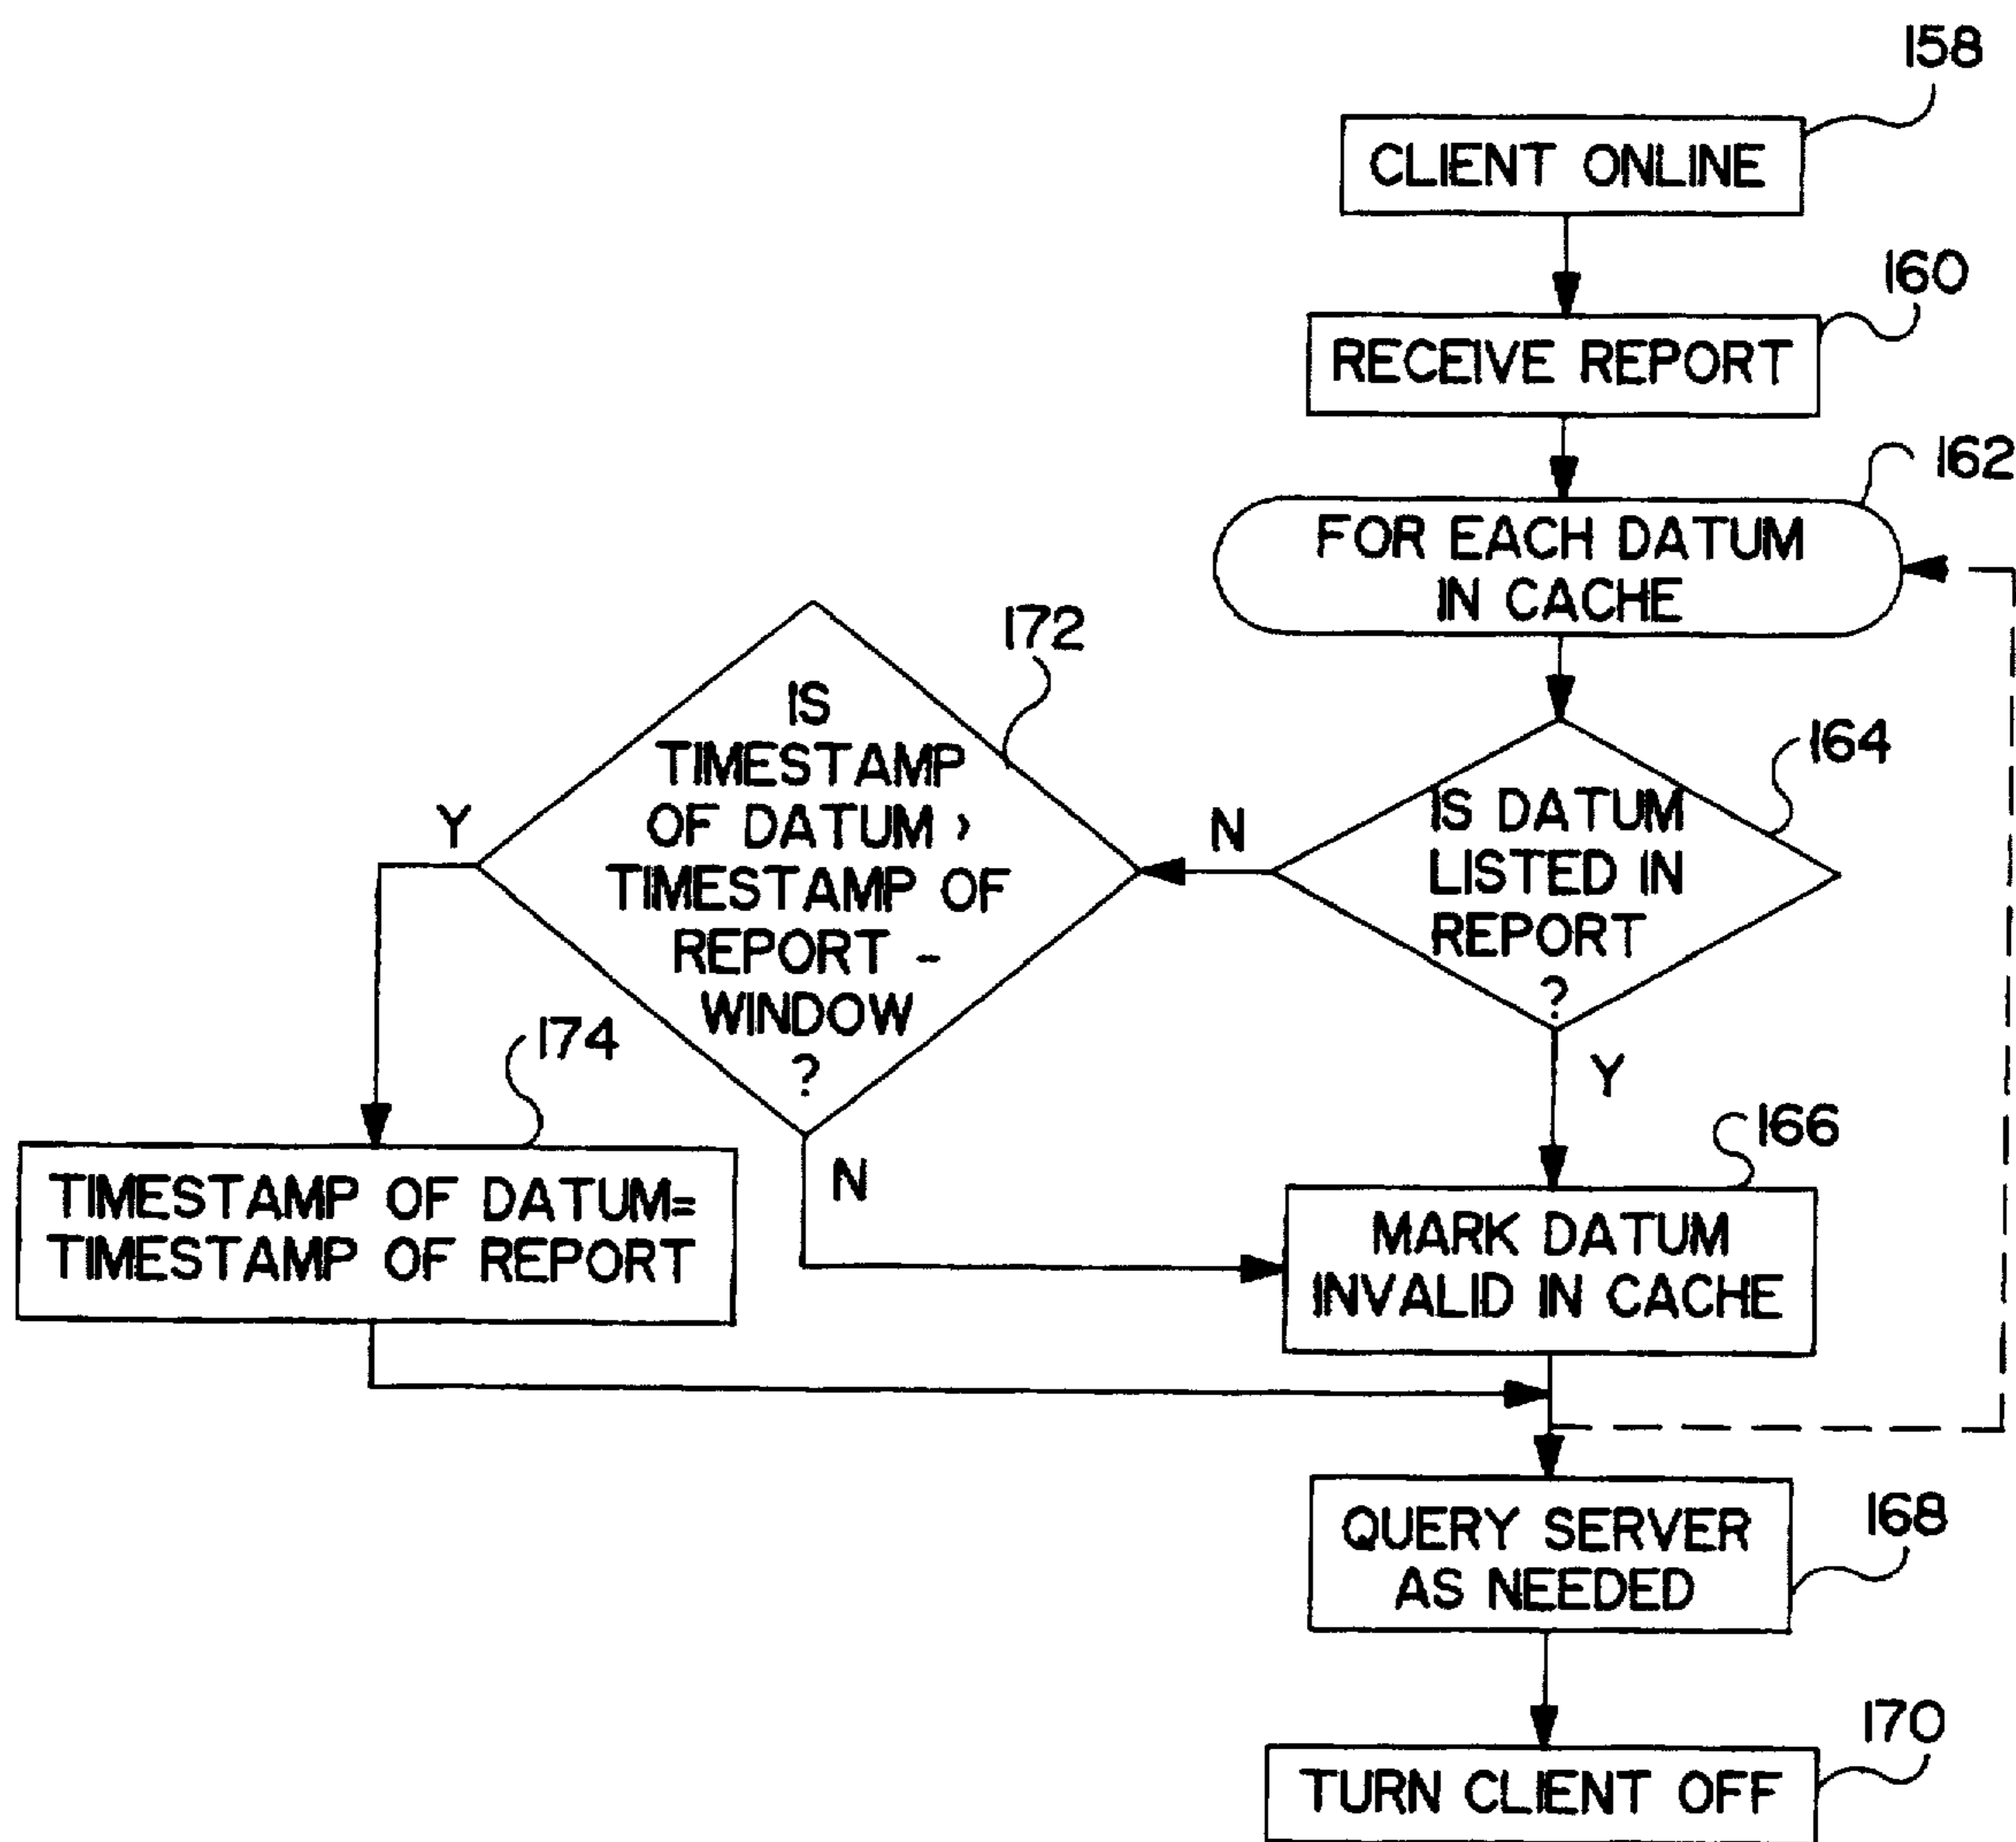 158
CLIENT ONLINE
160
RECEIVE REPORT
162
FOR EACH DATUM
IN CACHE
172
IS
TIMESTAMP
OF DATUM >
TIMESTAMP OF
REPORT -
WINDOW
?
Y
N
164
IS DATUM
LISTED IN
REPORT
?
Y
174
TIMESTAMP OF DATUM=
TIMESTAMP OF REPORT
N
166
MARK DATUM
INVALID IN CACHE
168
QUERY SERVER
AS NEEDED
170
TURN CLIENT OFF